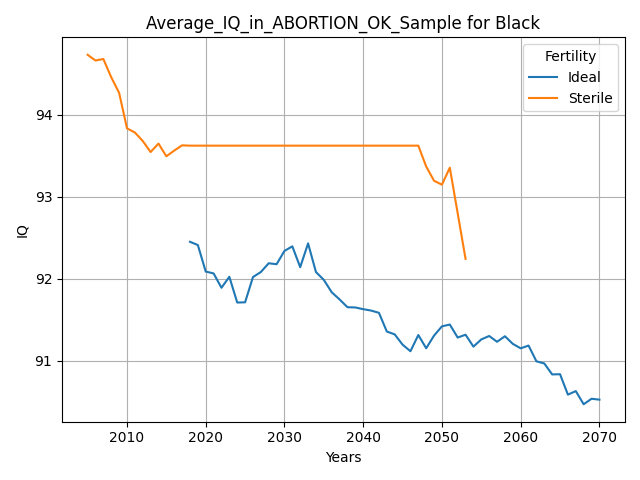 Average_IQ_in_ABORTION_OK_Sample for Black
Fertility
Ideal
Sterile
94
93
92
91
IQ
2010 2020 2030 2040 2050 2060 2070
Years